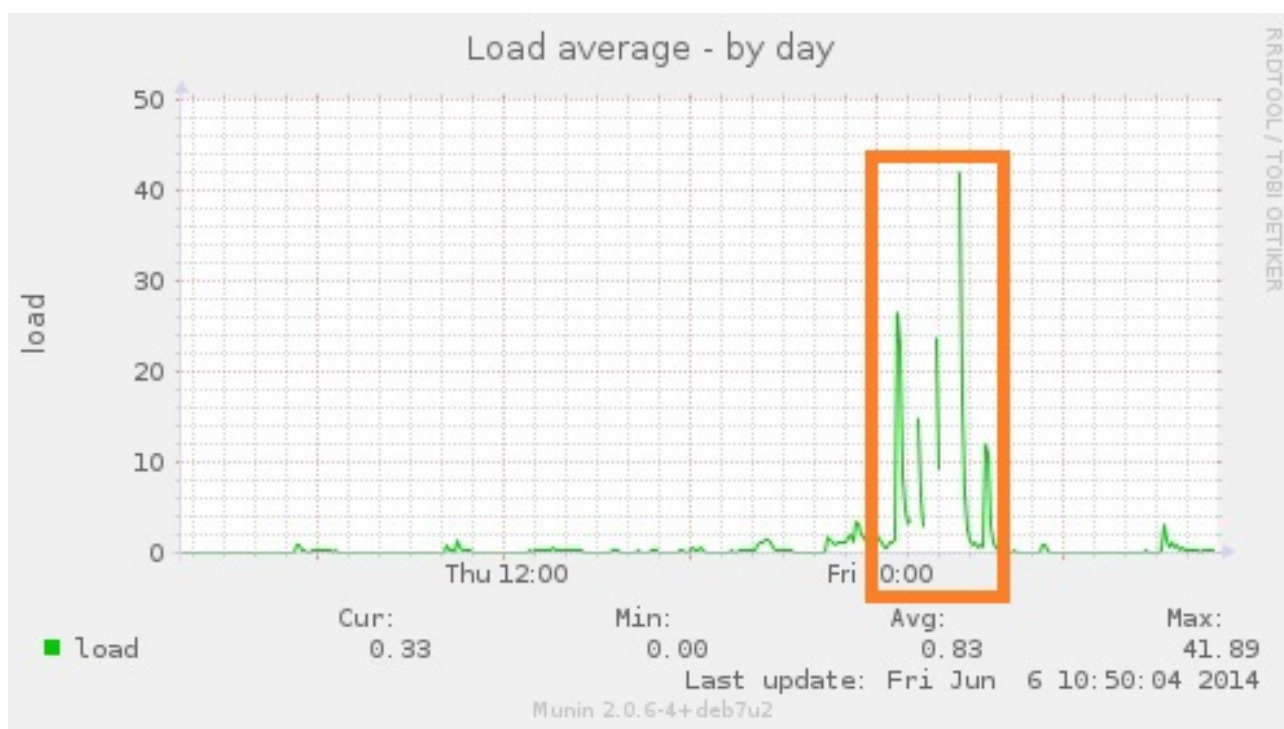 Load average - by day
RRDTOOL / TOBI OETIKER
load
50
40
30
20
10
0
Thu 12:00
Fri 0:00
Cur: Min: Avg: Max:
load 0.33 0.00 0.83 41.89
Last update: Fri Jun 6 10:50:04 2014
Munin 2.0.6-4+deb7u2